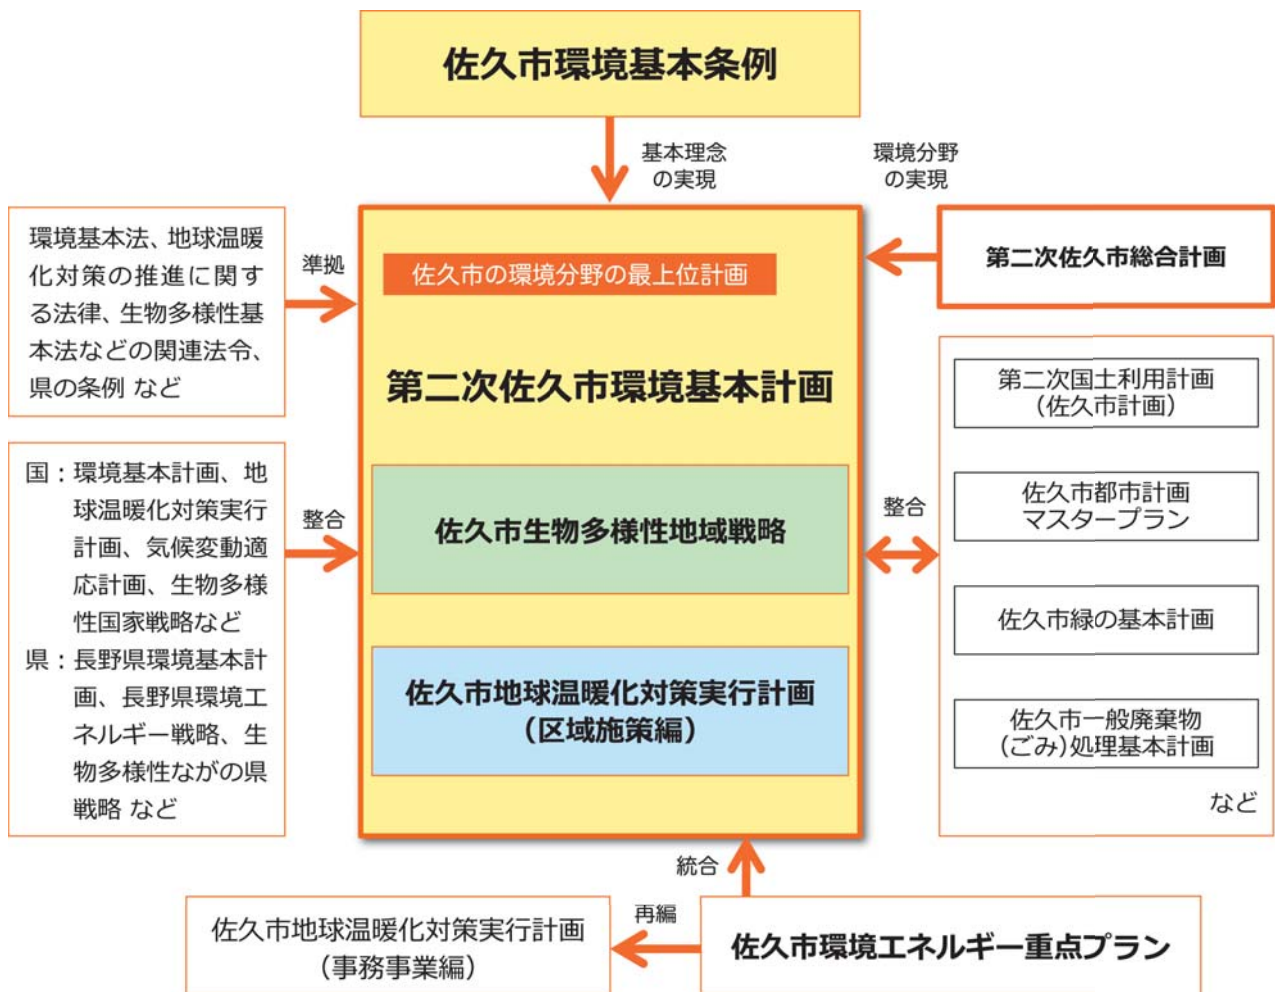 佐久市環境基本条例
基本理念
の実現
環境分野
の実現
環境基本法、地球温暖
化対策の推進に関す
る法律、生物多様性基
本法などの関連法令、
県の条例 など
準拠
佐久市の環境分野の最上位計画
第二次佐久市総合計画
第二次佐久市環境基本計画
第二次国土利用計画
(佐久市計画)
国：環境基本計画、地
球温暖化対策実行
計画、気候変動適
応計画、生物多様
性国家戦略など
県：長野県環境基本計
画、長野県環境エ
ネルギー戦略、生
物多様性ながの県
戦略 など
整合
佐久市生物多様性地域戦略
整合
佐久市都市計画
マスタープラン
佐久市緑の基本計画
佐久市地球温暖化対策実行計画
(区域施策編)
佐久市一般廃棄物
(ごみ)処理基本計画
など
統合
佐久市地球温暖化対策実行計画
(事務事業編)
再編
佐久市環境エネルギー重点プラン